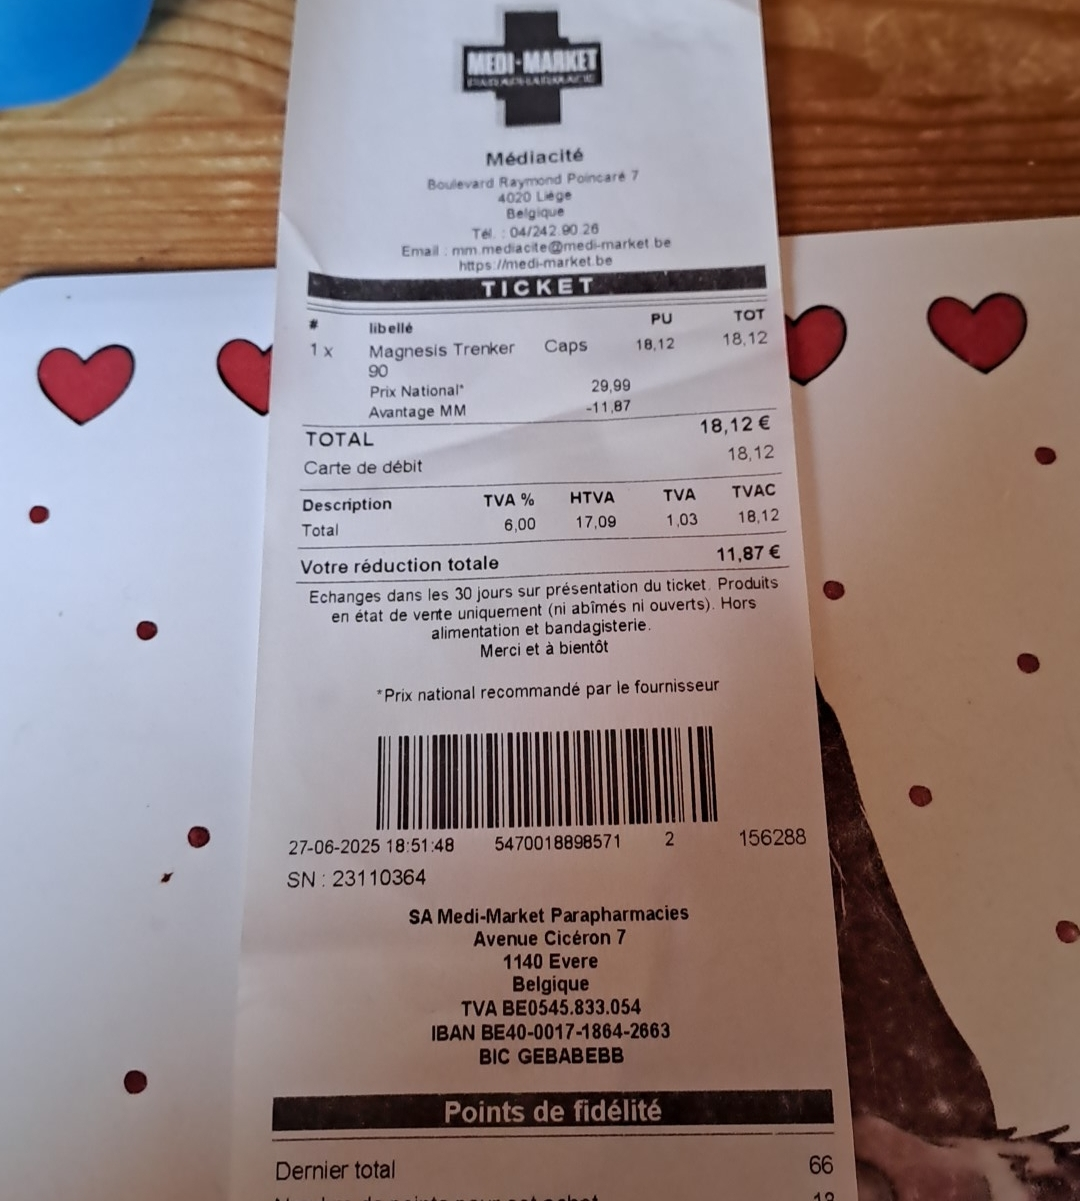 MEDI-MARKET
PARAPHARMACIE
Médiacité
Boulevard Raymond Poincaré 7
4020 Liège
Belgique
Tél. : 04/242.90.26
Email : mm.mediacite@medi-market.be
https://medi-market.be
TICKET
# libellé PU TOT
1 x Magnesis Trenker Caps 18,12 18,12
90
Prix National* 29,99
Avantage MM -11,87
TOTAL 18,12 €
Carte de débit 18,12
Description TVA % HTVA TVA TVAC
Total 6,00 17,09 1,03 18,12
Votre réduction totale 11,87 €
Echanges dans les 30 jours sur présentation du ticket. Produits
en état de vente uniquement (ni abîmés ni ouverts). Hors
alimentation et bandagisterie.
Merci et à bientôt
*Prix national recommandé par le fournisseur
27-06-2025 18:51:48 5470018898571 2 156288
SN : 23110364
SA Medi-Market Parapharmacies
Avenue Cicéron 7
1140 Evere
Belgique
TVA BE0545.833.054
IBAN BE40-0017-1864-2663
BIC GEBABEBB
Points de fidélité
Dernier total 66